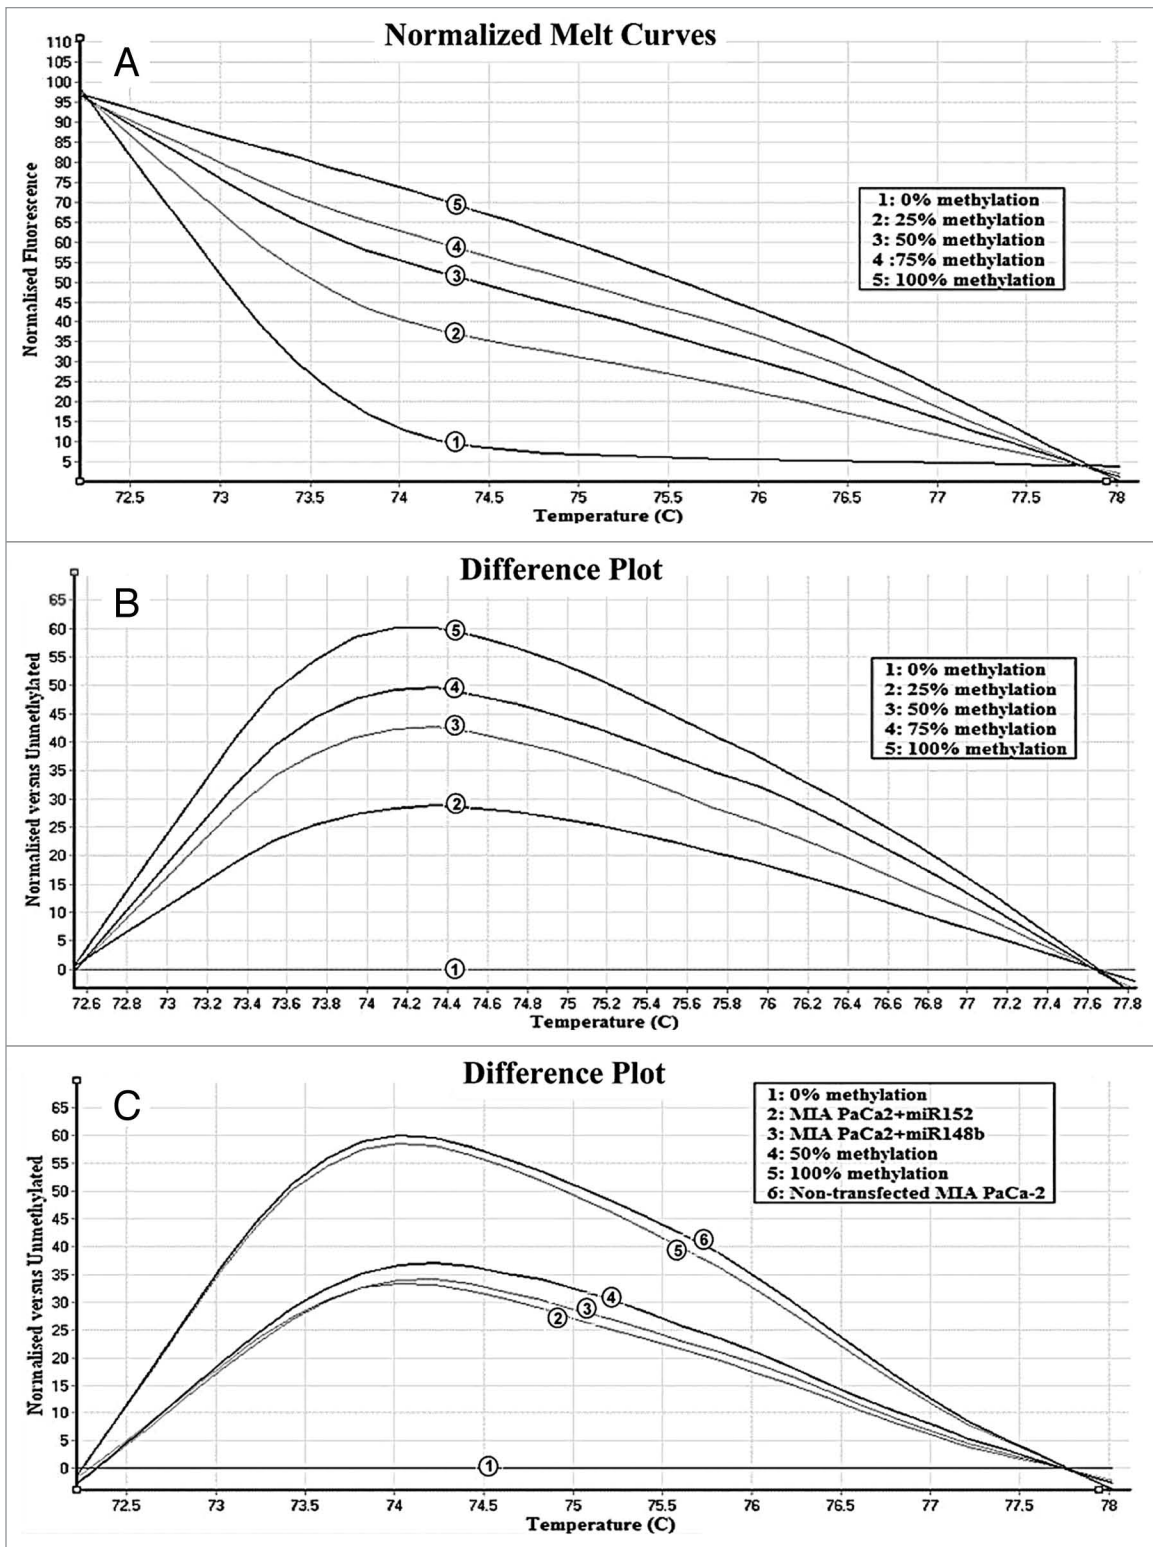 Normalized Melt Curves
A
Normalised Fluorescence
110
105
100
95
90
85
80
75
70
65
60
55
50
45
40
35
30
25
20
15
10
5
5
4
3
2
1
1: 0% methylation
2: 25% methylation
3: 50% methylation
4 :75% methylation
5: 100% methylation
72.5 73 73.5 74 74.5 75 75.5 76 76.5 77 77.5 78
Temperature (C)
Difference Plot
B
Normalised versus Unmethylated
65
60
55
50
45
40
35
30
25
20
15
10
5
0
5
4
3
2
1
1: 0% methylation
2: 25% methylation
3: 50% methylation
4: 75% methylation
5: 100% methylation
72.6 72.8 73 73.2 73.4 73.6 73.8 74 74.2 74.4 74.6 74.8 75 75.2 75.4 75.6 75.8 76 76.2 76.4 76.6 76.8 77 77.2 77.4 77.6 77.8
Temperature (C)
Difference Plot
C
Normalised versus Unmethylated
65
60
55
50
45
40
35
30
25
20
15
10
5
0
6
5
4
3
2
1
1: 0% methylation
2: MIA PaCa2+miR152
3: MIA PaCa2+miR148b
4: 50% methylation
5: 100% methylation
6: Non-transfected MIA PaCa-2
72.5 73 73.5 74 74.5 75 75.5 76 76.5 77 77.5 78
Temperature (C)